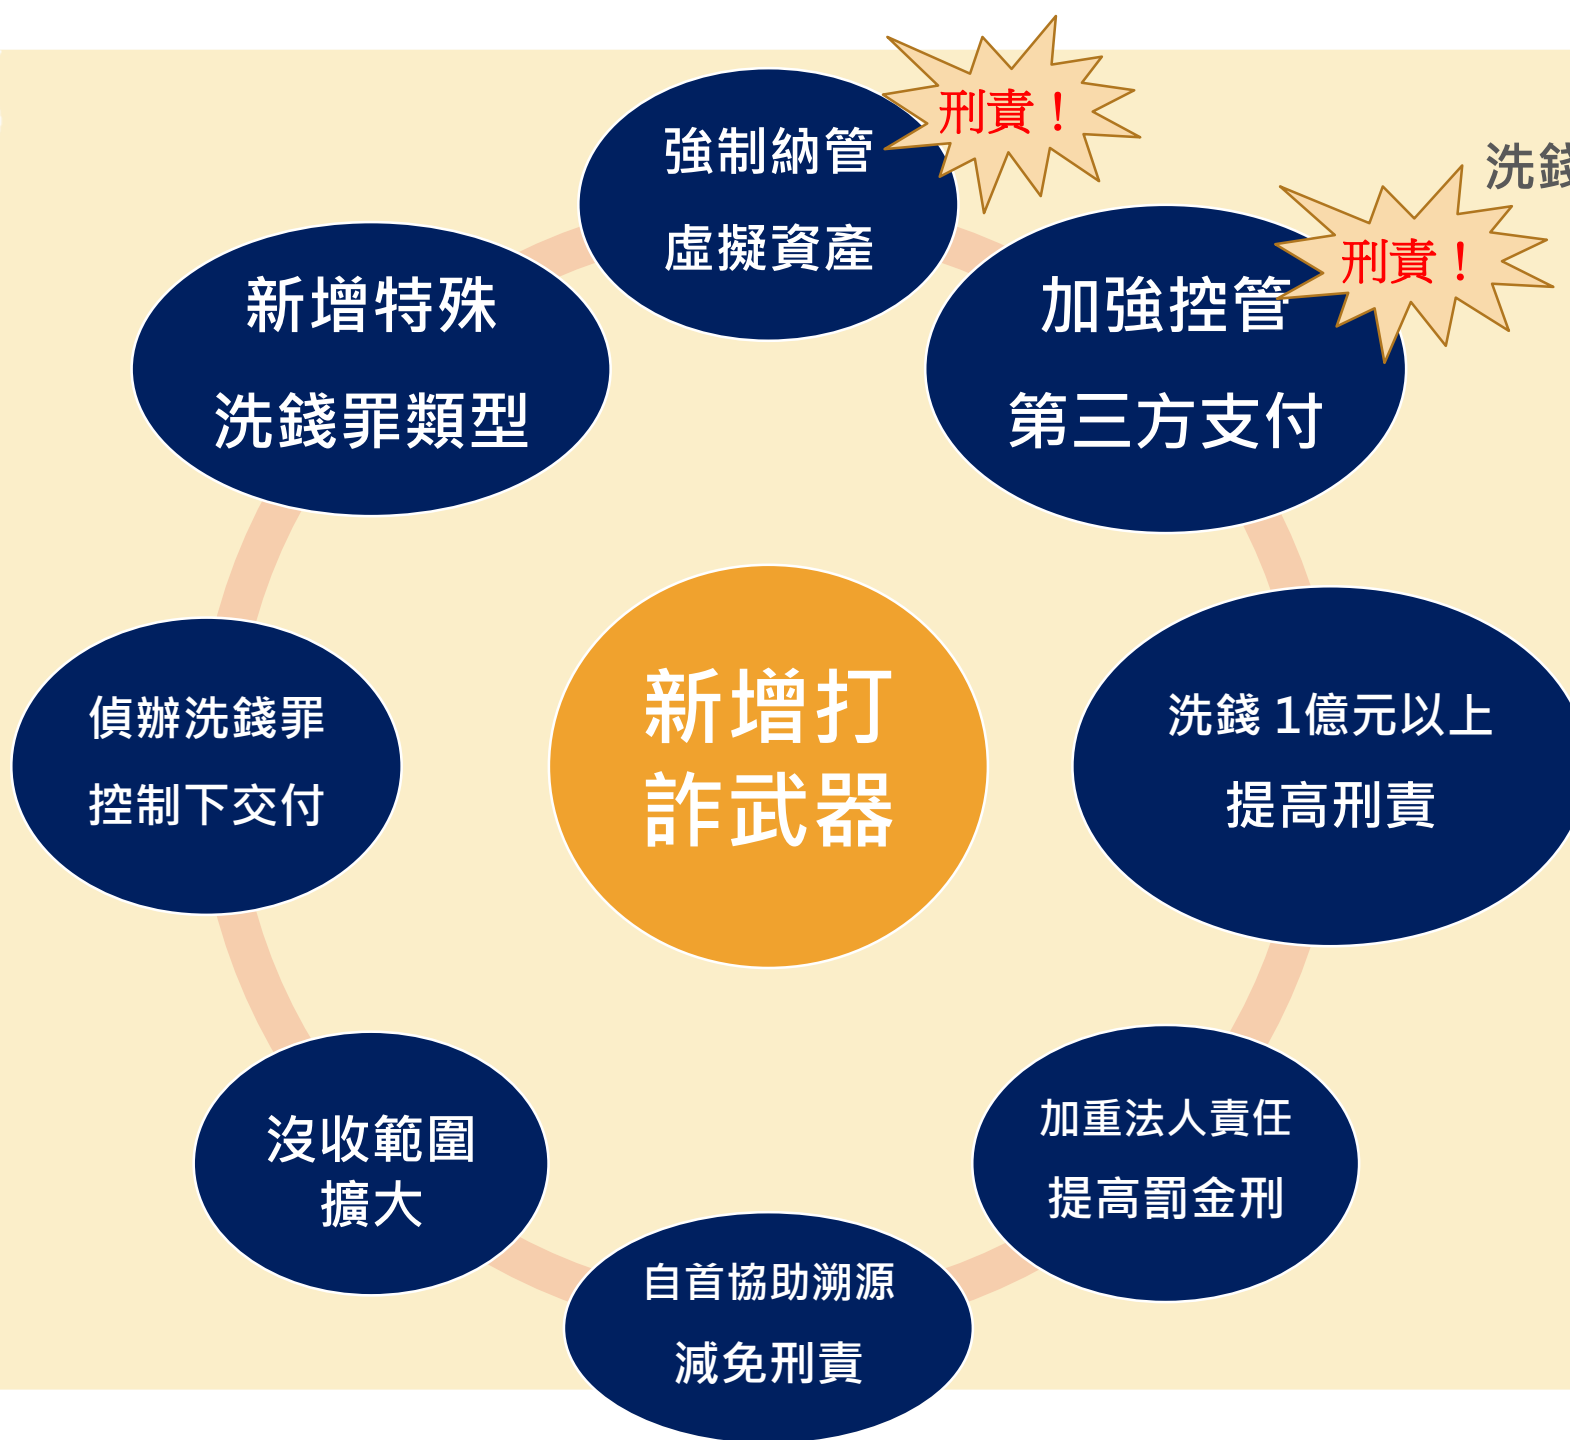 強制納管
虛擬資產
刑責！
洗錢
加強控管
第三方支付
刑責！
洗錢 1億元以上
提高刑責
加重法人責任
提高罰金刑
自首協助溯源
減免刑責
沒收範圍
擴大
偵辦洗錢罪
控制下交付
新增特殊
洗錢罪類型
新增打
詐武器